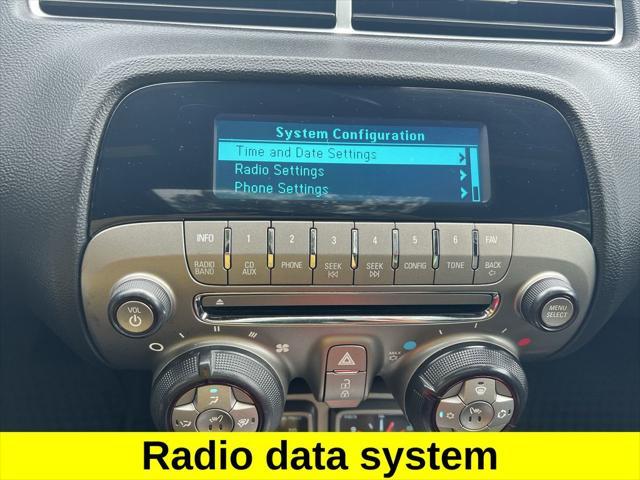 System Configuration
Time and Date Settings
Radio Settings
Phone Settings
INFO 1 2 3 4 5 6 FAV
RADIO BAND CD AUX PHONE SEEK SEEK CONFIG TONE BACK
VOL
MENU SELECT
MAX
Radio data system